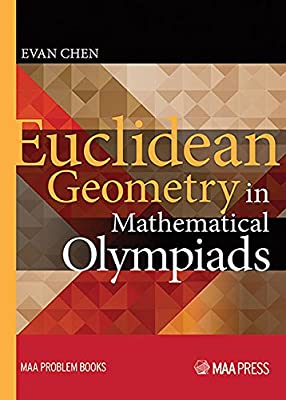 EVAN CHEN
Euclidean
Geometry in
Mathematical
Olympiads
MAA PROBLEM BOOKS
MAA PRESS